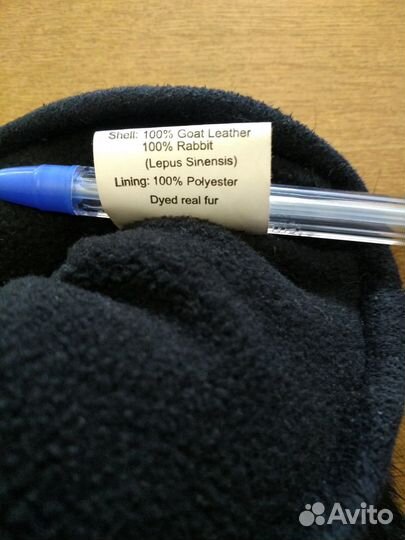 Shell: 100% Goat Leather
100% Rabbit
(Lepus Sinensis)
Lining: 100% Polyester
Dyed real fur
Avito